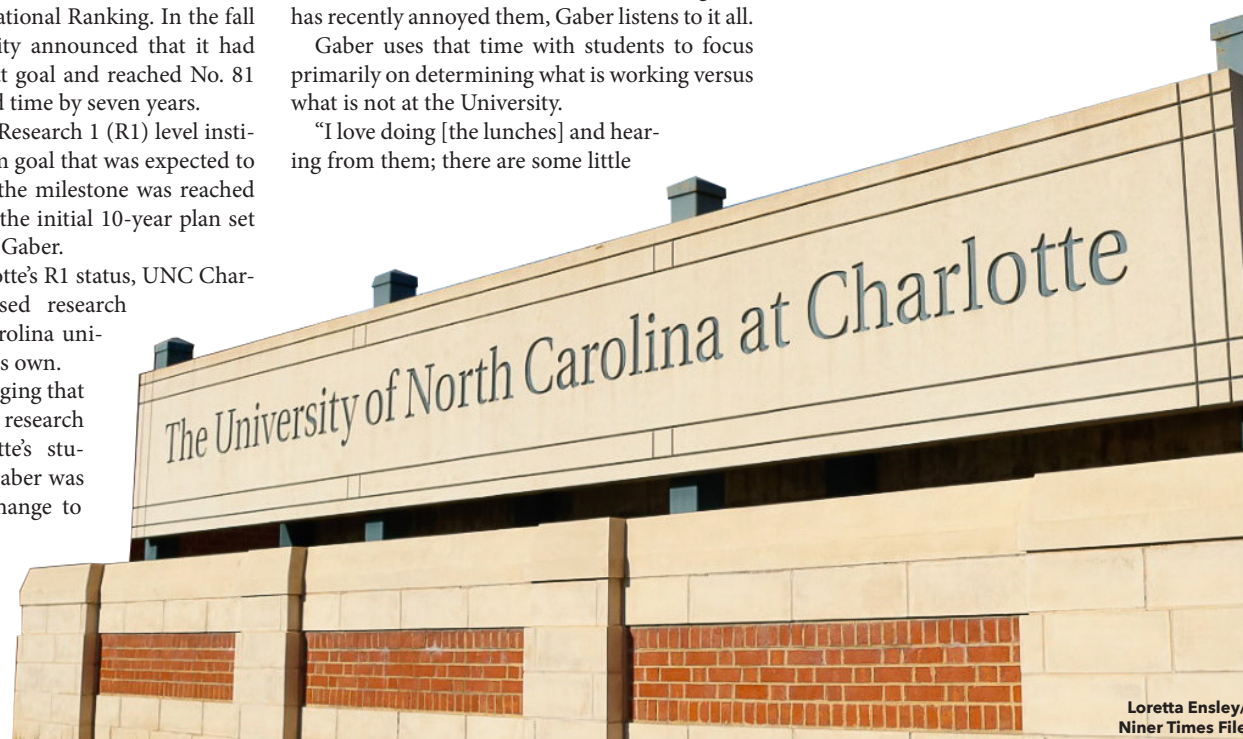 ational Ranking. In the fall
ity announced that it had
t goal and reached No. 81
d time by seven years.
Research 1 (R1) level insti-
n goal that was expected to
the milestone was reached
the initial 10-year plan set
Gaber.
otte’s R1 status, UNC Char-
sed research
rolina uni-
s own.
ging that
research
tte’s stu-
aber was
hange to
has recently annoyed them, Gaber listens to it all.
Gaber uses that time with students to focus
primarily on determining what is working versus
what is not at the University.
“I love doing [the lunches] and hear-
ing from them; there are some little
The University of North Carolina at Charlotte
Loretta Ensley/
Niner Times File